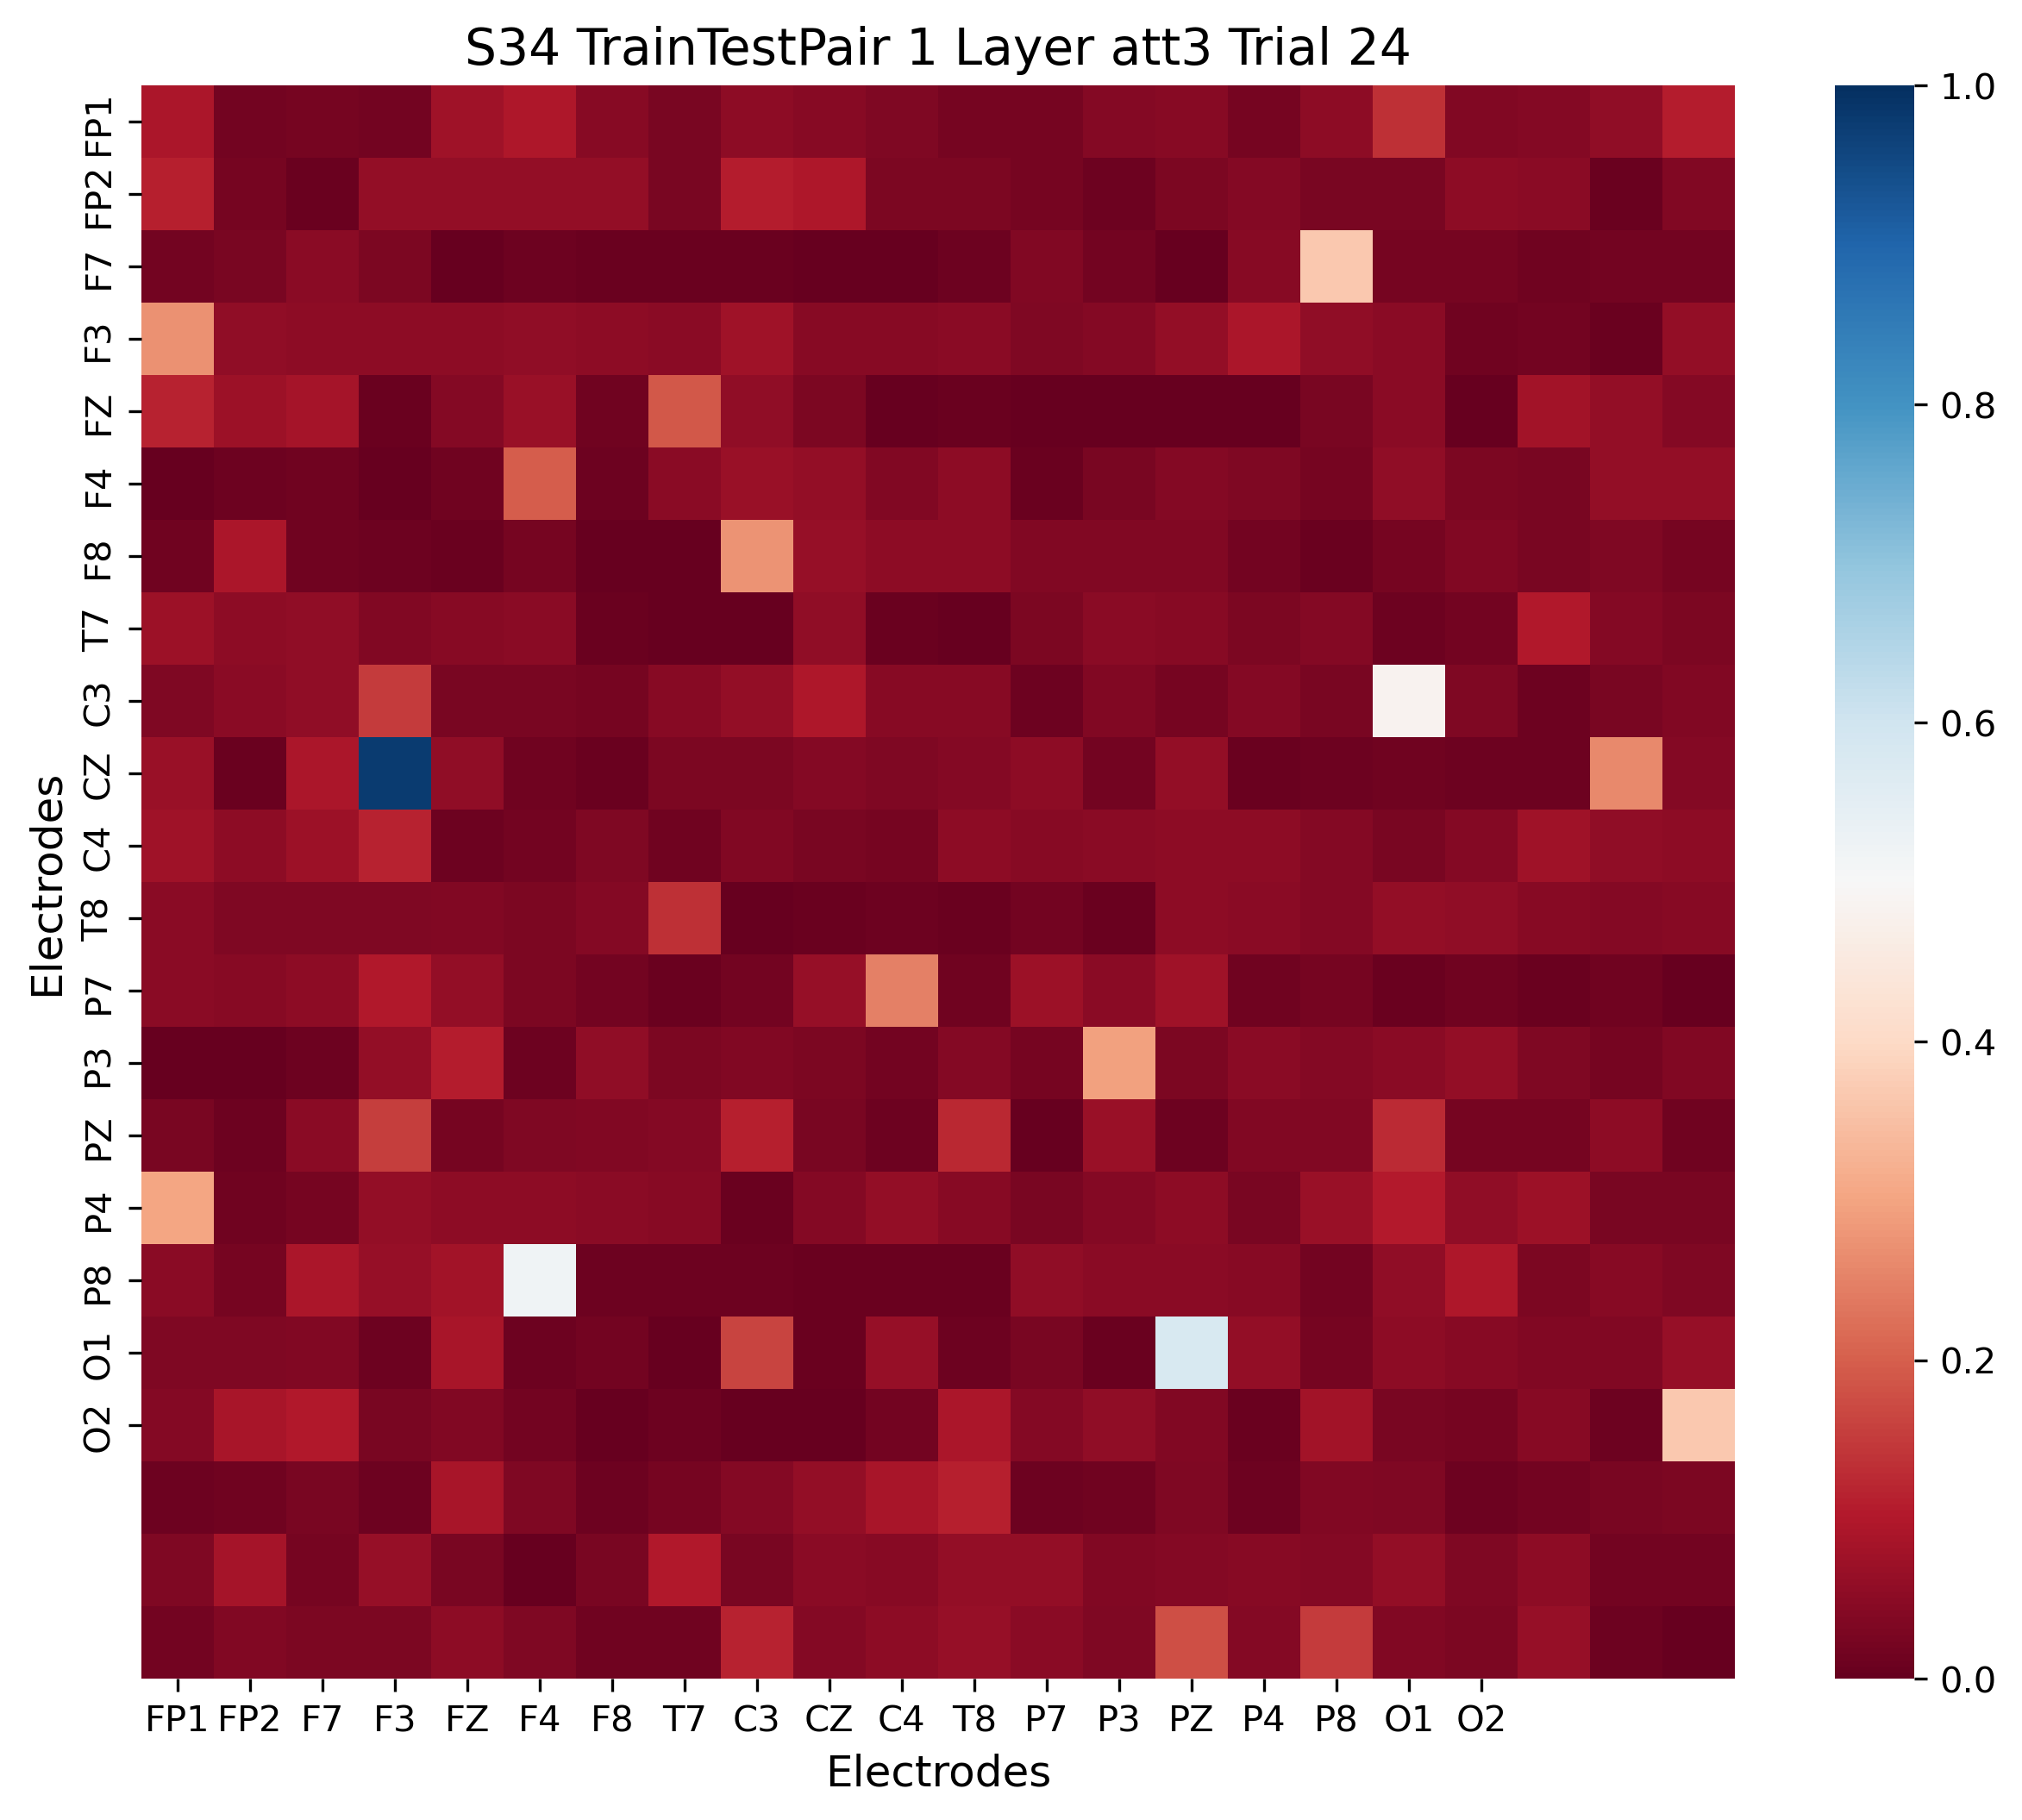 S34 TrainTestPair 1 Layer att3 Trial 24
Electrodes
FP1
FP2
F7
F3
FZ
F4
F8
T7
C3
CZ
C4
T8
P7
P3
PZ
P4
P8
O1
O2
FP1 FP2 F7 F3 FZ F4 F8 T7 C3 CZ C4 T8 P7 P3 PZ P4 P8 O1 O2
Electrodes
1.0
0.8
0.6
0.4
0.2
0.0